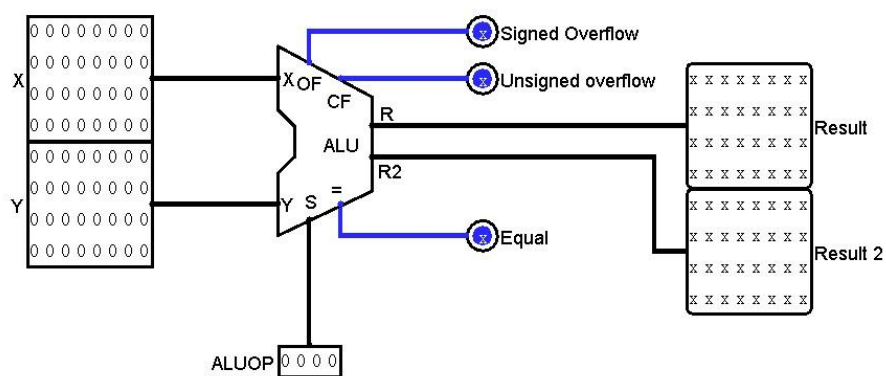 0 0 0 0 0 0 0 0
0 0 0 0 0 0 0 0
0 0 0 0 0 0 0 0
0 0 0 0 0 0 0 0
X
0 0 0 0 0 0 0 0
0 0 0 0 0 0 0 0
0 0 0 0 0 0 0 0
0 0 0 0 0 0 0 0
Y
X OF
CF
ALU
R
R2
Y S =
x Signed Overflow
x Unsigned overflow
x Equal
x x x x x x x x
x x x x x x x x
x x x x x x x x
x x x x x x x x
Result
x x x x x x x x
x x x x x x x x
x x x x x x x x
x x x x x x x x
Result 2
ALUOP 0 0 0 0